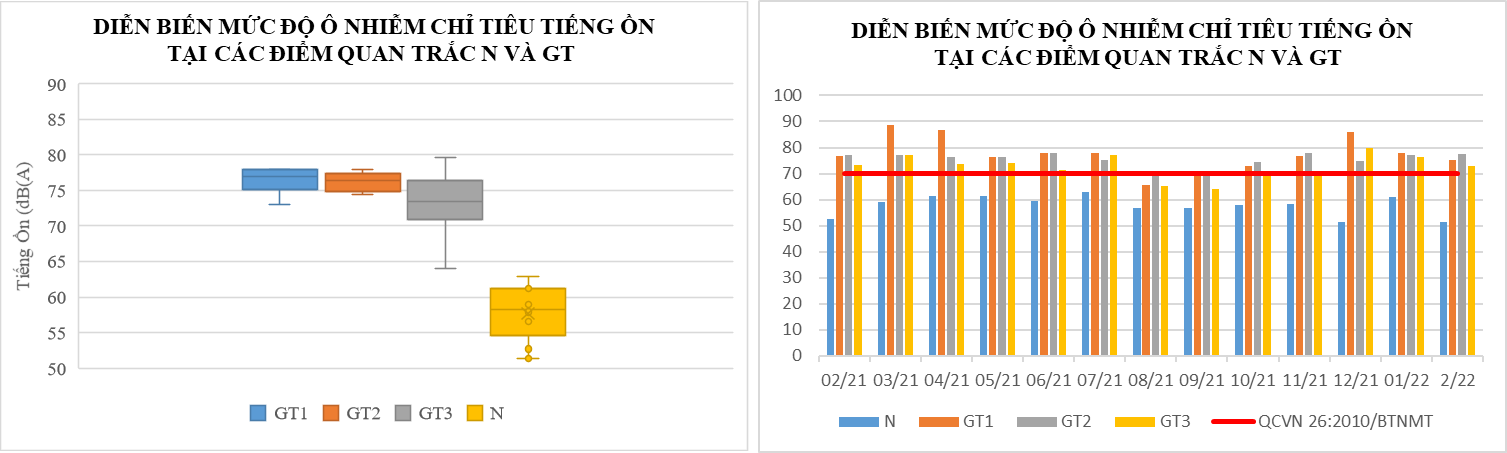 DIỄN BIẾN MỨC ĐỘ Ô NHIỄM CHỈ TIÊU TIẾNG ỒN
TẠI CÁC ĐIỂM QUAN TRẮC N VÀ GT
90
85
80
75
70
65
60
55
50
Tiếng Ồn (dB(A)
GT1 GT2 GT3 N
DIỄN BIẾN MỨC ĐỘ Ô NHIỄM CHỈ TIÊU TIẾNG ỒN
TẠI CÁC ĐIỂM QUAN TRẮC N VÀ GT
100
90
80
70
60
50
40
30
20
10
0
02/21 03/21 04/21 05/21 06/21 07/21 08/21 09/21 10/21 11/21 12/21 01/22 2/22
N GT1 GT2 GT3 QCVN 26:2010/BTNMT